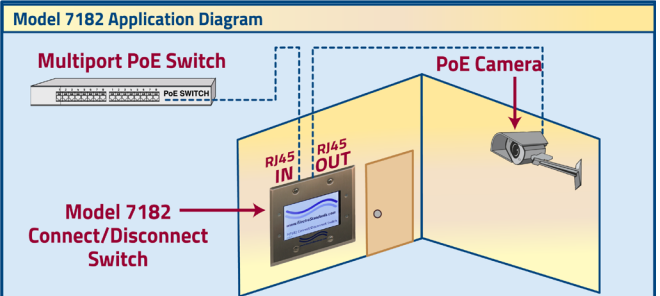 Model 7182 Application Diagram
Multiport PoE Switch
PoE SWITCH
PoE Camera
RJ45
IN
RJ45
OUT
Model 7182
Connect/Disconnect
Switch